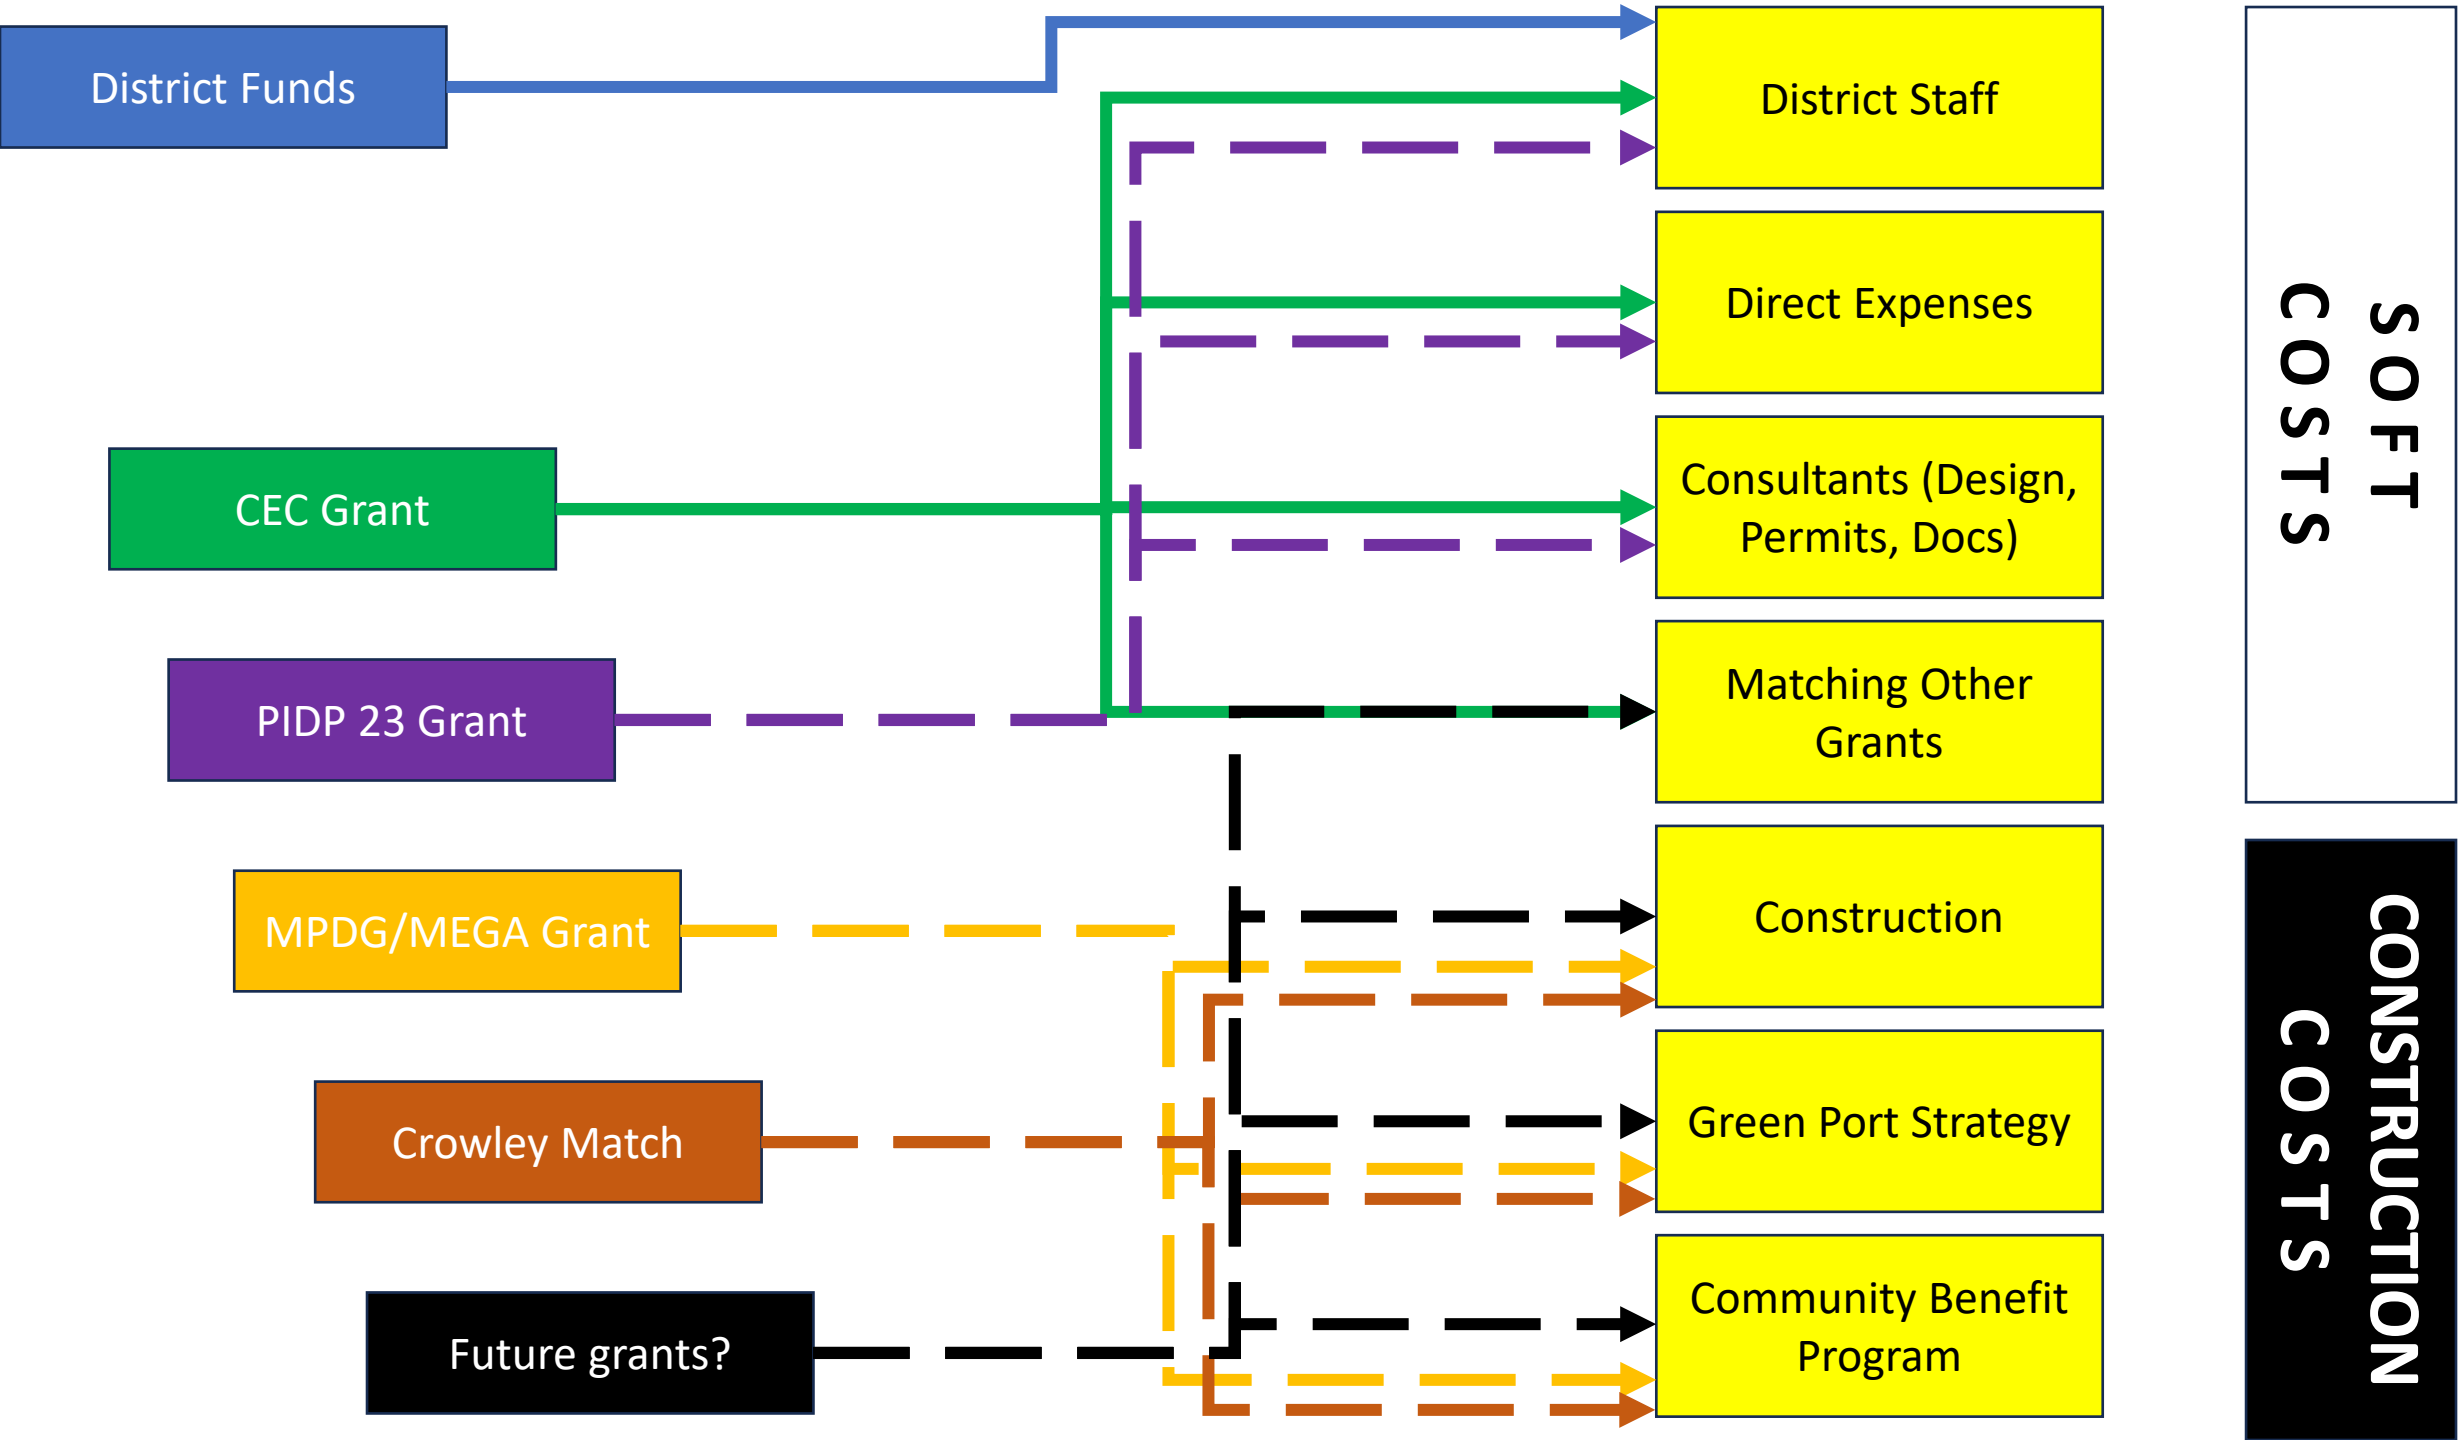 District Funds
CEC Grant
PIDP 23 Grant
MPDG/MEGA Grant
Crowley Match
Future grants?
District Staff
Direct Expenses
Consultants (Design,
Permits, Docs)
Matching Other
Grants
Construction
Green Port Strategy
Community Benefit
Program
SOFT
COSTS
CONSTRUCTION
COSTS